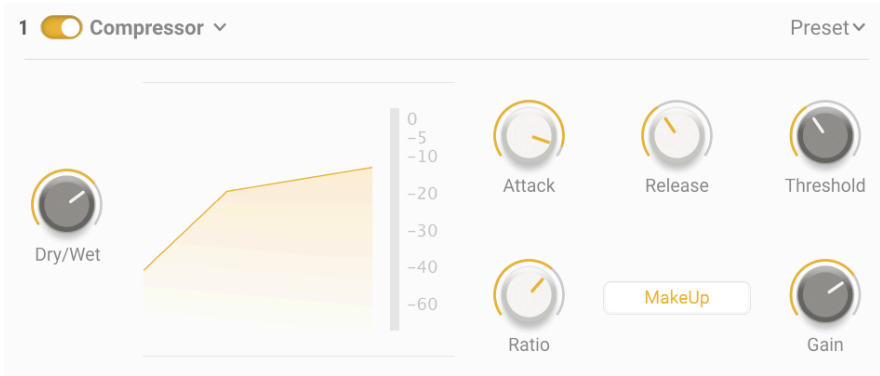 1 Compressor
Preset
0
-5
-10
-20
-30
-40
-60
Dry/Wet
Attack
Release
Threshold
Ratio
MakeUp
Gain